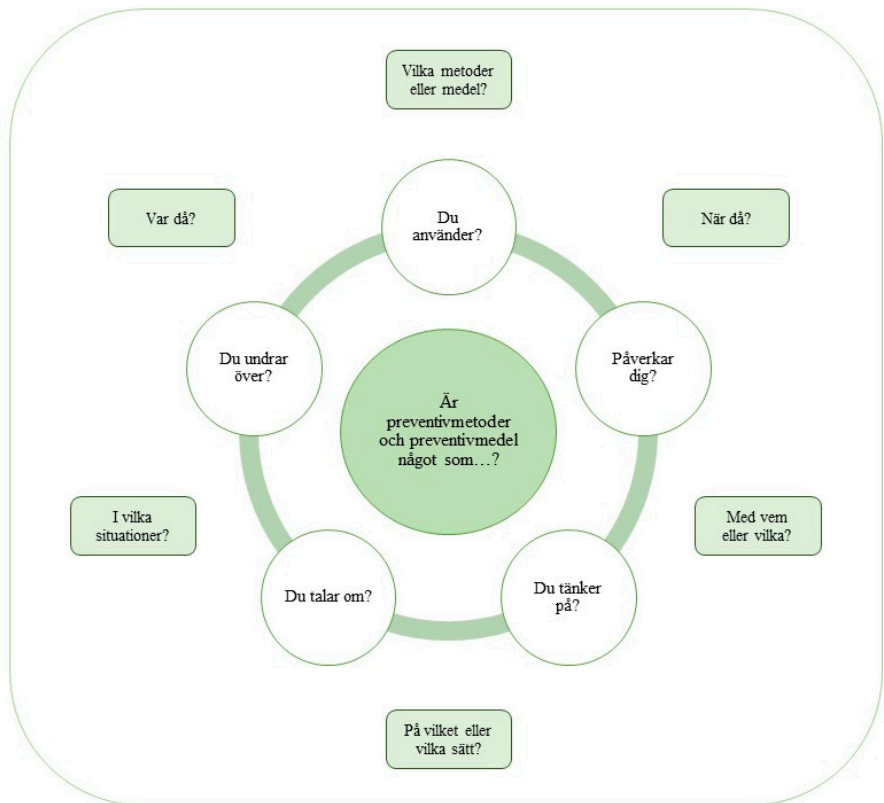 Vilka metoder
eller medel?
Var då?
När då?
Du
använder?
Du undrar
över?
Påverkar
dig?
Är
preventivmetoder
och preventivmedel
något som…?
I vilka
situationer?
Med vem
eller vilka?
Du talar om?
Du tänker
på?
På vilket eller
vilka sätt?